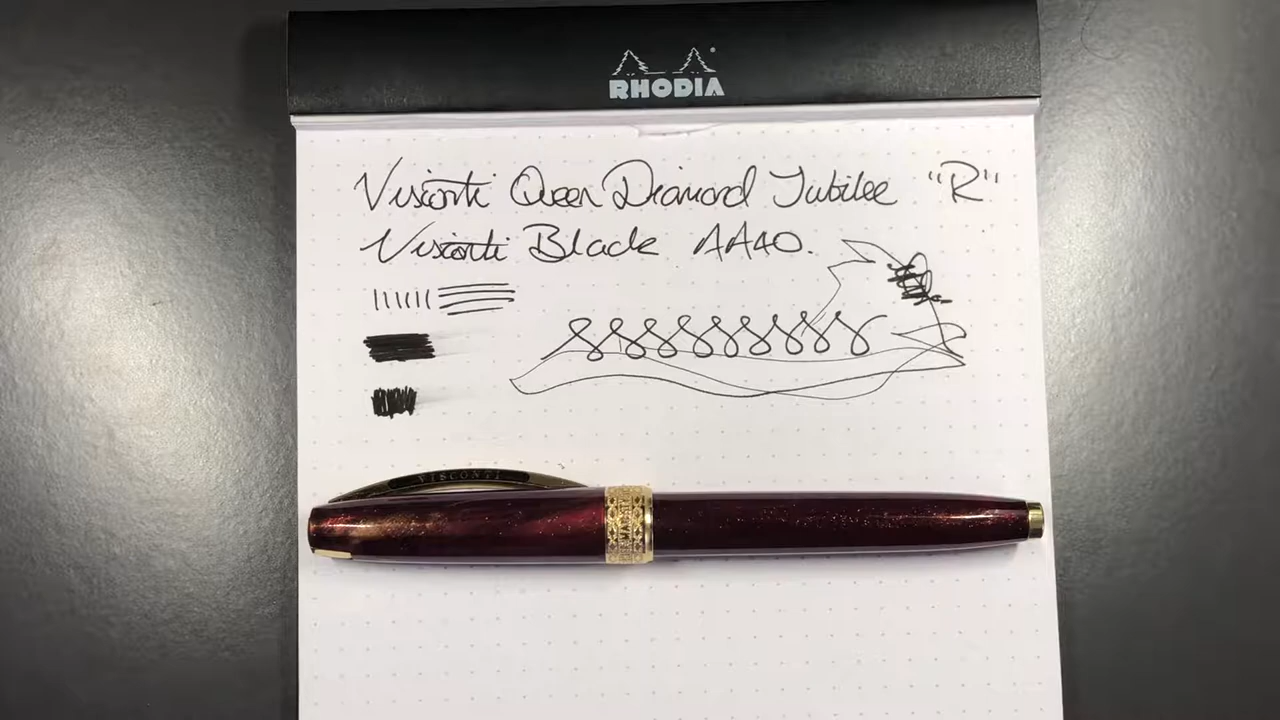 RHODIA
Visconti Queen Diamond Jubilee "R"
Visconti Black AA40.
VISCONTI